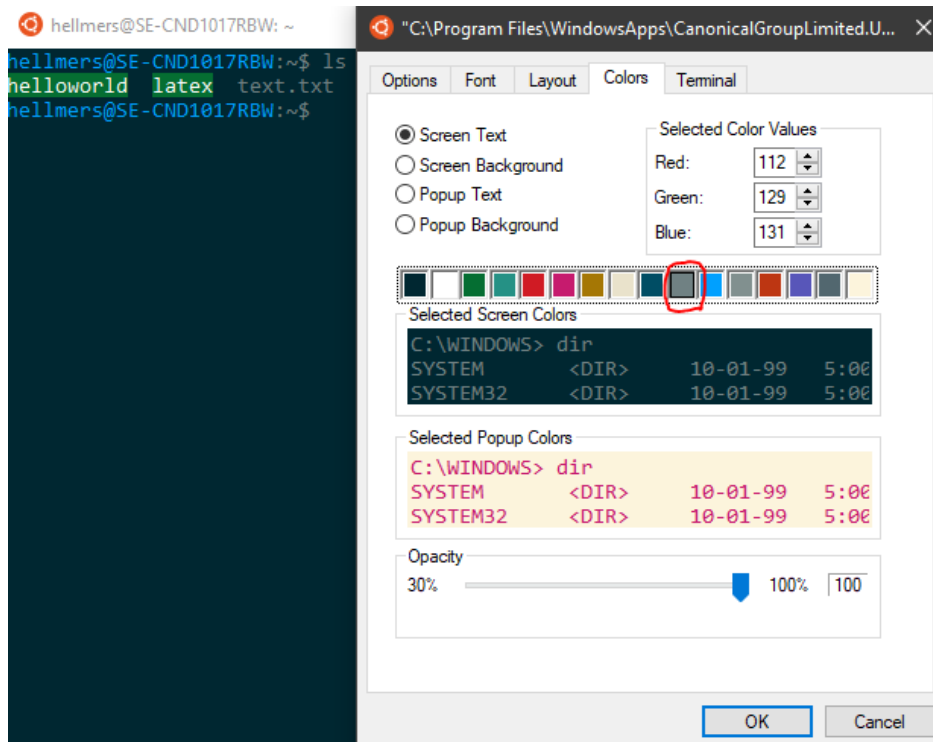 hellmers@SE-CND1017RBW: ~
hellmers@SE-CND1017RBW:~$ ls
helloworld latex text.txt
hellmers@SE-CND1017RBW:~$
"C:\Program Files\WindowsApps\CanonicalGroupLimited.U...
Options Font Layout Colors Terminal
Screen Text
Screen Background
Popup Text
Popup Background
Selected Color Values
Red: 112
Green: 129
Blue: 131
Selected Screen Colors
C:\WINDOWS> dir
SYSTEM <DIR> 10-01-99 5:00
SYSTEM32 <DIR> 10-01-99 5:00
Selected Popup Colors
C:\WINDOWS> dir
SYSTEM <DIR> 10-01-99 5:00
SYSTEM32 <DIR> 10-01-99 5:00
Opacity
30% 100% 100
OK Cancel